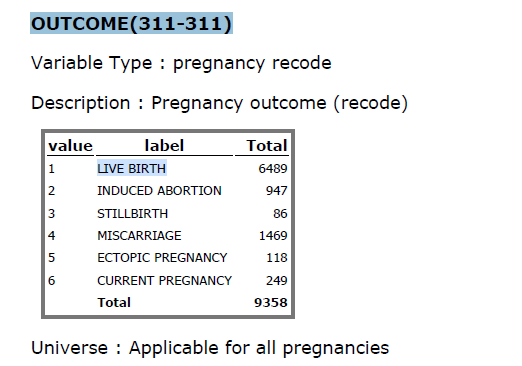 OUTCOME(311-311)
Variable Type : pregnancy recode
Description : Pregnancy outcome (recode)
value label Total
1 LIVE BIRTH 6489
2 INDUCED ABORTION 947
3 STILLBIRTH 86
4 MISCARRIAGE 1469
5 ECTOPIC PREGNANCY 118
6 CURRENT PREGNANCY 249
Total 9358
Universe : Applicable for all pregnancies